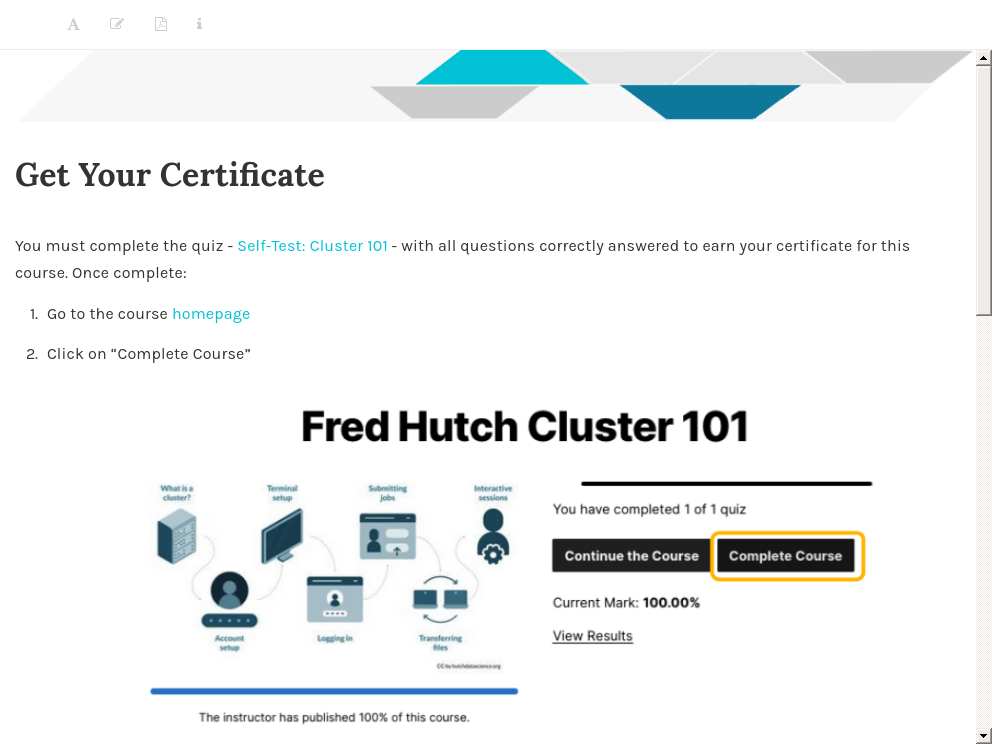 A
Get Your Certificate
You must complete the quiz - Self-Test: Cluster 101 - with all questions correctly answered to earn your certificate for this
course. Once complete:
1. Go to the course homepage
2. Click on “Complete Course”
Fred Hutch Cluster 101
What is a
cluster?
Terminal
setup
Submitting
jobs
Interactive
sessions
Account
setup
Logging in
Transferring
files
CC by hutchdatascience.org
The instructor has published 100% of this course.
You have completed 1 of 1 quiz
Continue the Course
Complete Course
Current Mark: 100.00%
View Results